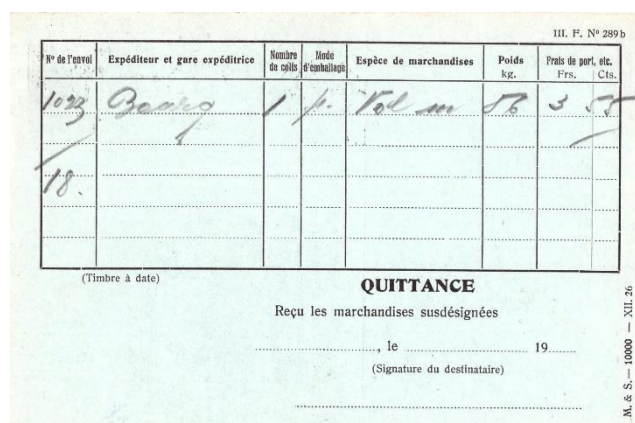 III. F. Nº 289 b
Nº de l'envoi Expéditeur et gare expéditrice Nombre de colis Mode d'emballage Espèce de marchandises Poids kg. Frais de port, etc. Frs. Cts.
1 3 55
18.
(Timbre à date)
QUITTANCE
Reçu les marchandises susdésignées
, le 19
(Signature du destinataire)
M. & S. — 10000 — XII. 26